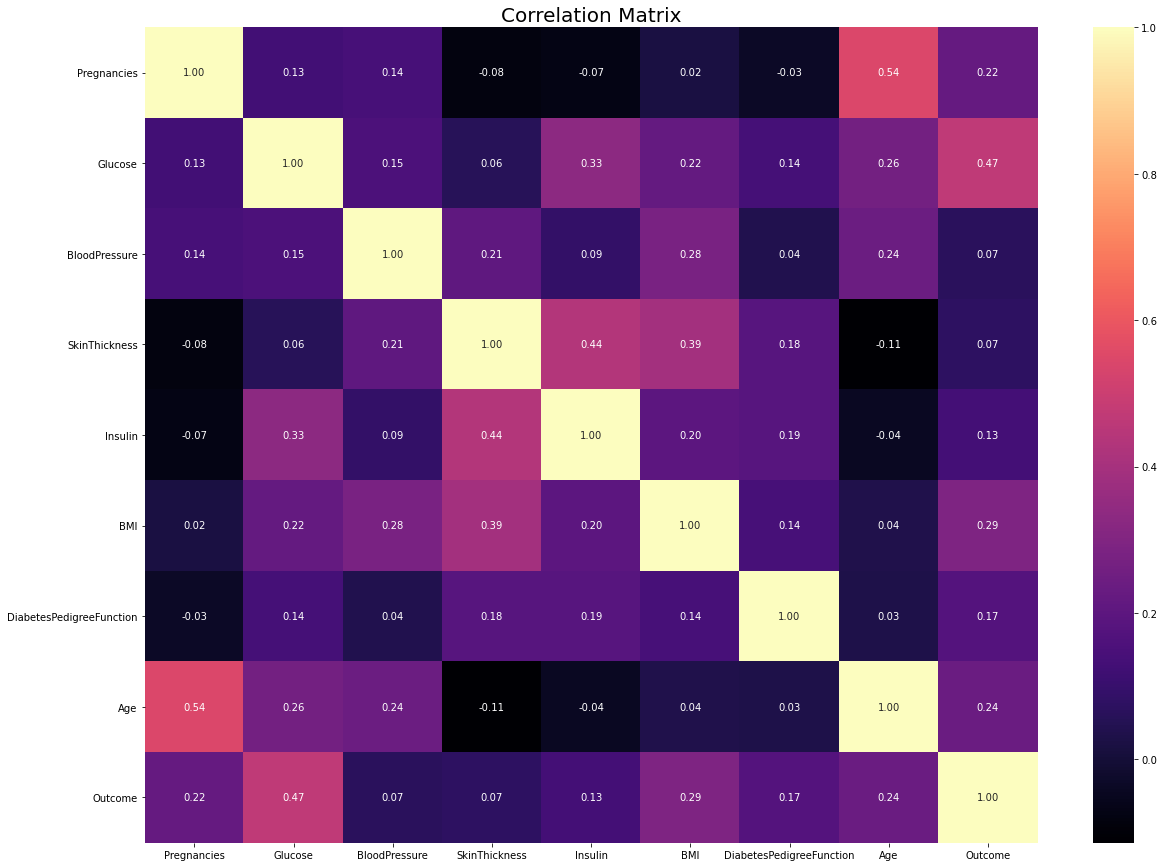 Correlation Matrix
Pregnancies 1.00 0.13 0.14 -0.08 -0.07 0.02 -0.03 0.54 0.22
Glucose 0.13 1.00 0.15 0.06 0.33 0.22 0.14 0.26 0.47
BloodPressure 0.14 0.15 1.00 0.21 0.09 0.28 0.04 0.24 0.07
SkinThickness -0.08 0.06 0.21 1.00 0.44 0.39 0.18 -0.11 0.07
Insulin -0.07 0.33 0.09 0.44 1.00 0.20 0.19 -0.04 0.13
BMI 0.02 0.22 0.28 0.39 0.20 1.00 0.14 0.04 0.29
DiabetesPedigreeFunction -0.03 0.14 0.04 0.18 0.19 0.14 1.00 0.03 0.17
Age 0.54 0.26 0.24 -0.11 -0.04 0.04 0.03 1.00 0.24
Outcome 0.22 0.47 0.07 0.07 0.13 0.29 0.17 0.24 1.00
Pregnancies Glucose BloodPressure SkinThickness Insulin BMI DiabetesPedigreeFunction Age Outcome
1.0
0.8
0.6
0.4
0.2
0.0